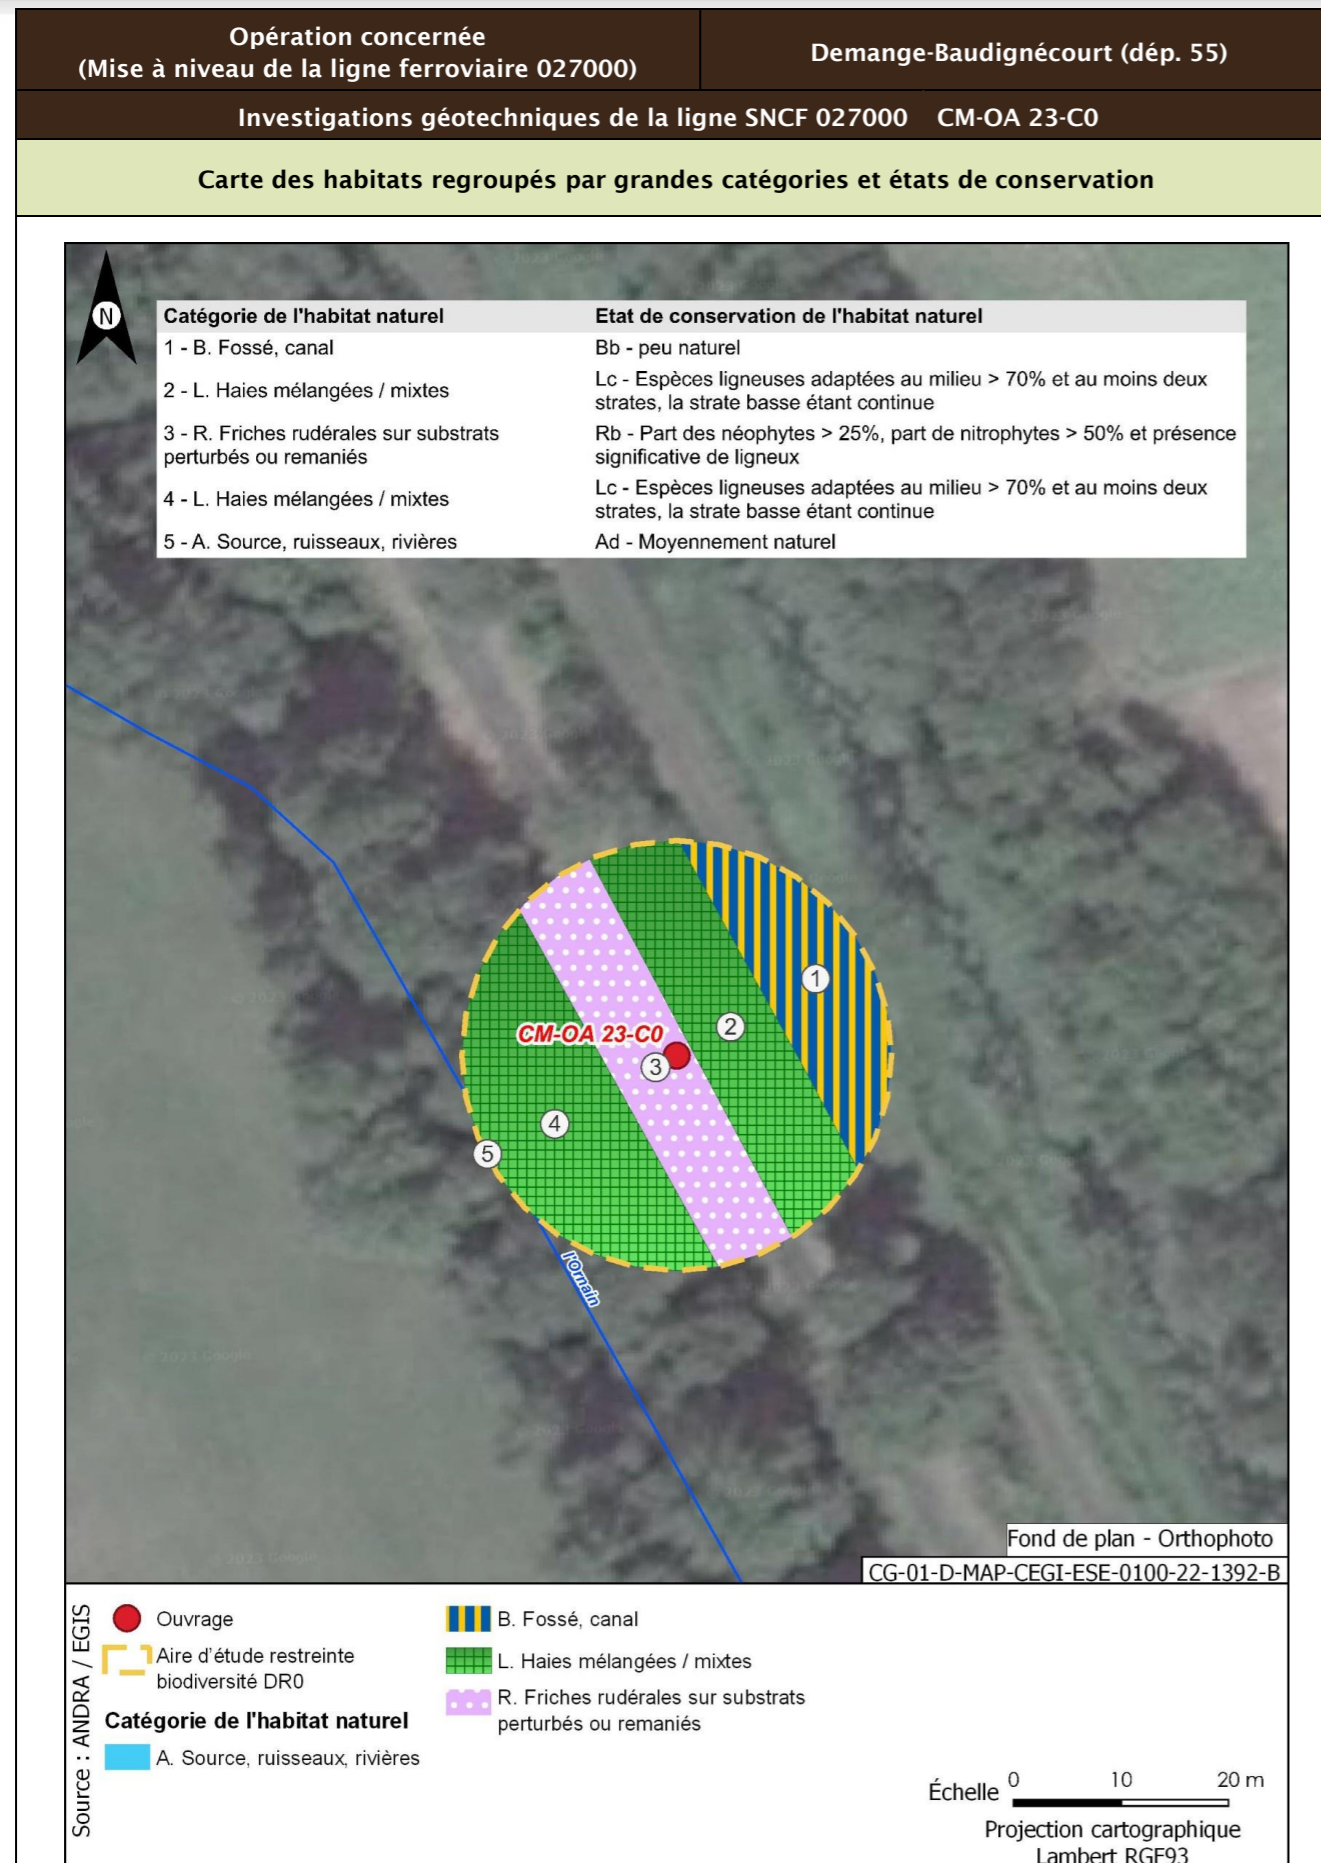 Opération concernée
(Mise à niveau de la ligne ferroviaire 027000)
Demange-Baudignécourt (dép. 55)
Investigations géotechniques de la ligne SNCF 027000 CM-OA 23-C0
Carte des habitats regroupés par grandes catégories et états de conservation
N
Catégorie de l'habitat naturel
Etat de conservation de l'habitat naturel
1 - B. Fossé, canal
Bb - peu naturel
2 - L. Haies mélangées / mixtes
Lc - Espèces ligneuses adaptées au milieu > 70% et au moins deux
strates, la strate basse étant continue
3 - R. Friches rudérales sur substrats
perturbés ou remaniés
Rb - Part des néophytes > 25%, part de nitrophytes > 50% et présence
significative de ligneux
4 - L. Haies mélangées / mixtes
Lc - Espèces ligneuses adaptées au milieu > 70% et au moins deux
strates, la strate basse étant continue
5 - A. Source, ruisseaux, rivières
Ad - Moyennement naturel
1
2
CM-OA 23-C0
3
4
5
l'Ornain
Fond de plan - Orthophoto
CG-01-D-MAP-CEGI-ESE-0100-22-1392-B
Source : ANDRA / EGIS
Ouvrage
Aire d'étude restreinte
biodiversité DR0
Catégorie de l'habitat naturel
A. Source, ruisseaux, rivières
B. Fossé, canal
L. Haies mélangées / mixtes
R. Friches rudérales sur substrats
perturbés ou remaniés
Échelle
0 10 20 m
Projection cartographique
Lambert RGF93